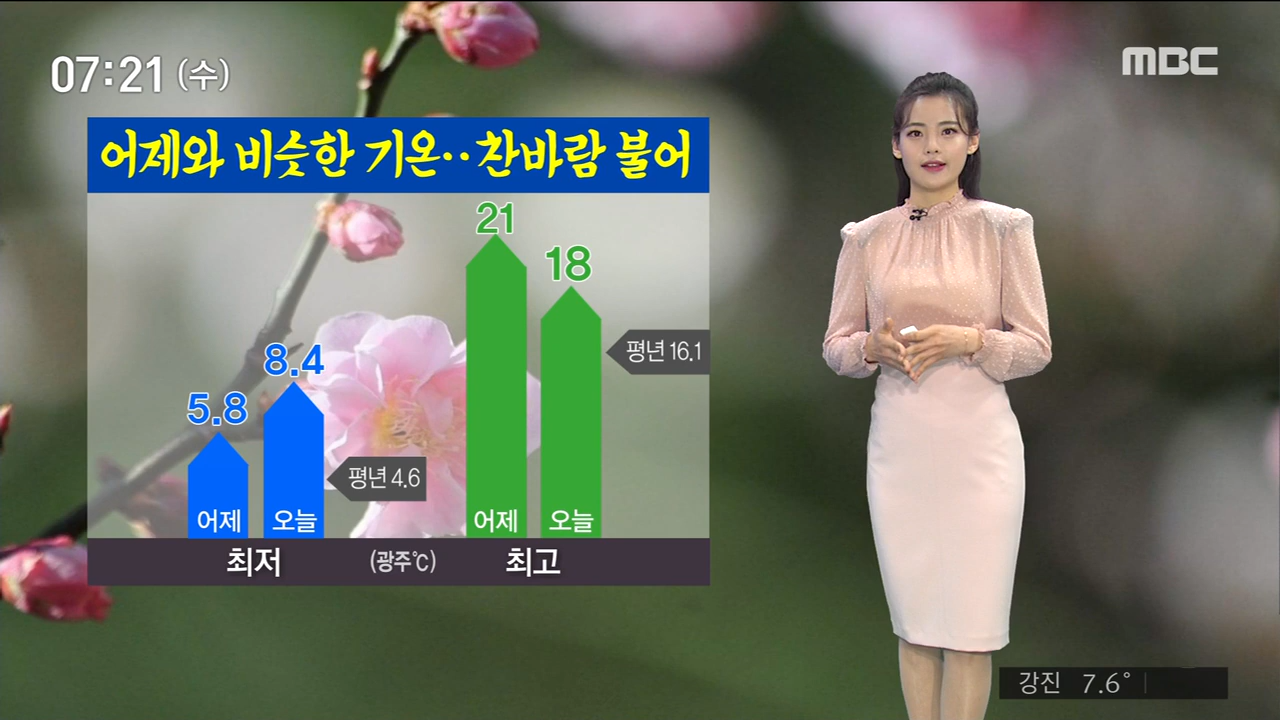 07:21 (수)
MBC
어제와 비슷한 기온··찬바람 불어
21
18
평년 16.1
8.4
5.8
평년 4.6
어제 오늘 어제 오늘
최저 (광주℃) 최고
강진 7.6°